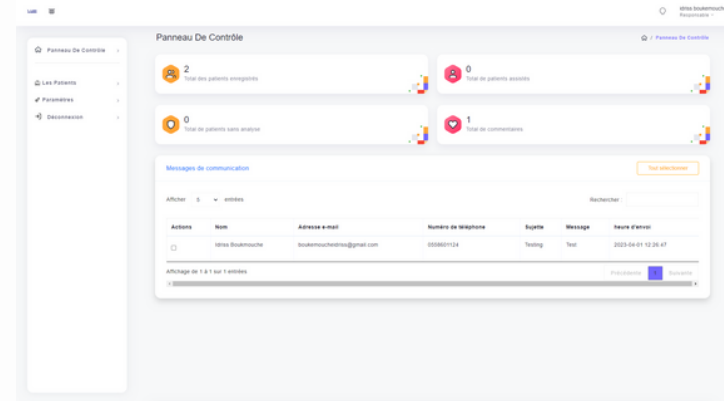 idriss boukemouch
Responsable
Panneau De Contrôle
Les Patients
Paramètres
Déconnexion
Panneau De Contrôle
/ Panneau De Contrôle
2
Total des patients enregistrés
0
Total de patients assistés
0
Total de patients sans analyse
1
Total de commentaires
Messages de communication
Tout sélectionner
Afficher 5 entrées
Rechercher :
Actions Nom Adresse e-mail Numéro de téléphone Sujette Message heure d'envoi
Idriss Boukmouche boukemoucheidriss@gmail.com 0558601124 Testing Test 2023-04-01 12:26:47
Affichage de 1 à 1 sur 1 entrées
Précédente 1 Suivante